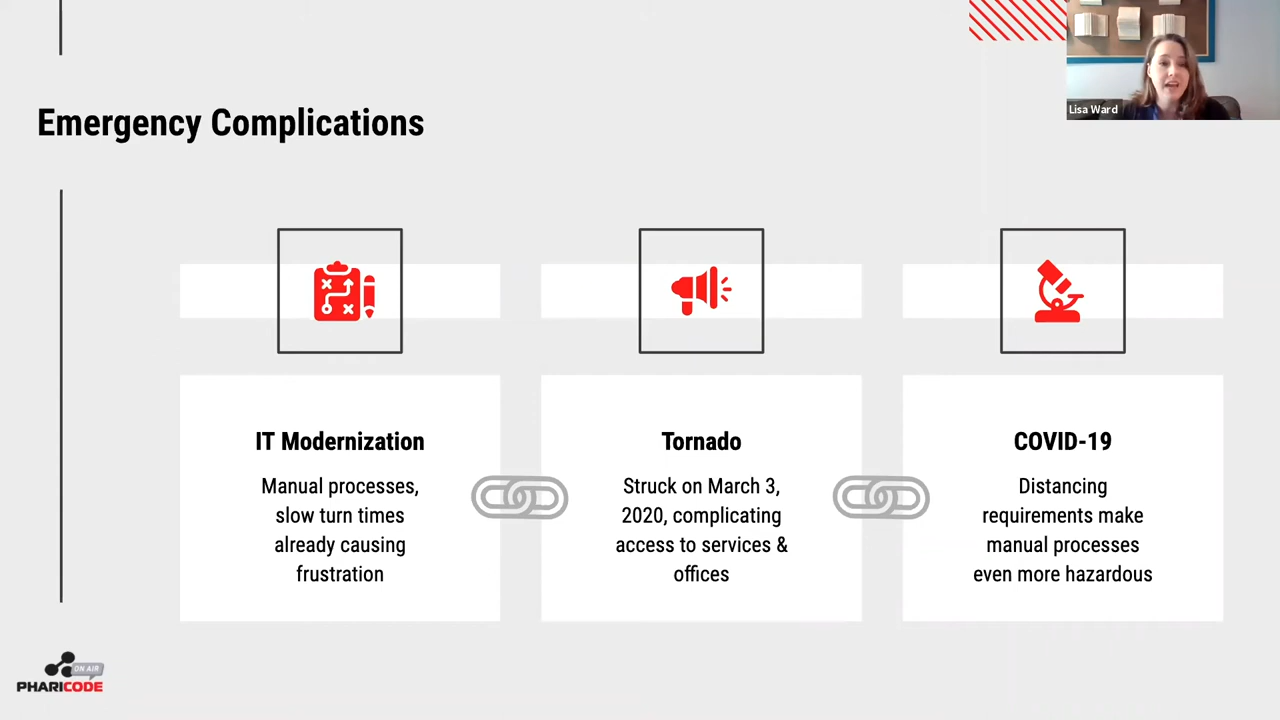 Lisa Ward
Emergency Complications
IT Modernization
Manual processes,
slow turn times
already causing
frustration
Tornado
Struck on March 3,
2020, complicating
access to services &
offices
COVID-19
Distancing
requirements make
manual processes
even more hazardous
ON AIR
PHARICODE